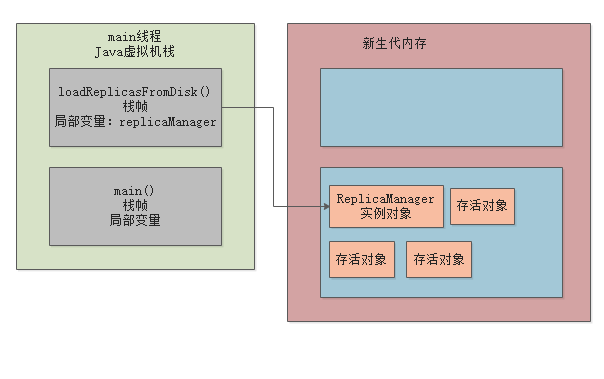 main线程
Java虚拟机栈
loadReplicasFromDisk()
栈帧
局部变量：replicaManager
main()
栈帧
局部变量
新生代内存
ReplicaManager
实例对象
存活对象
存活对象
存活对象